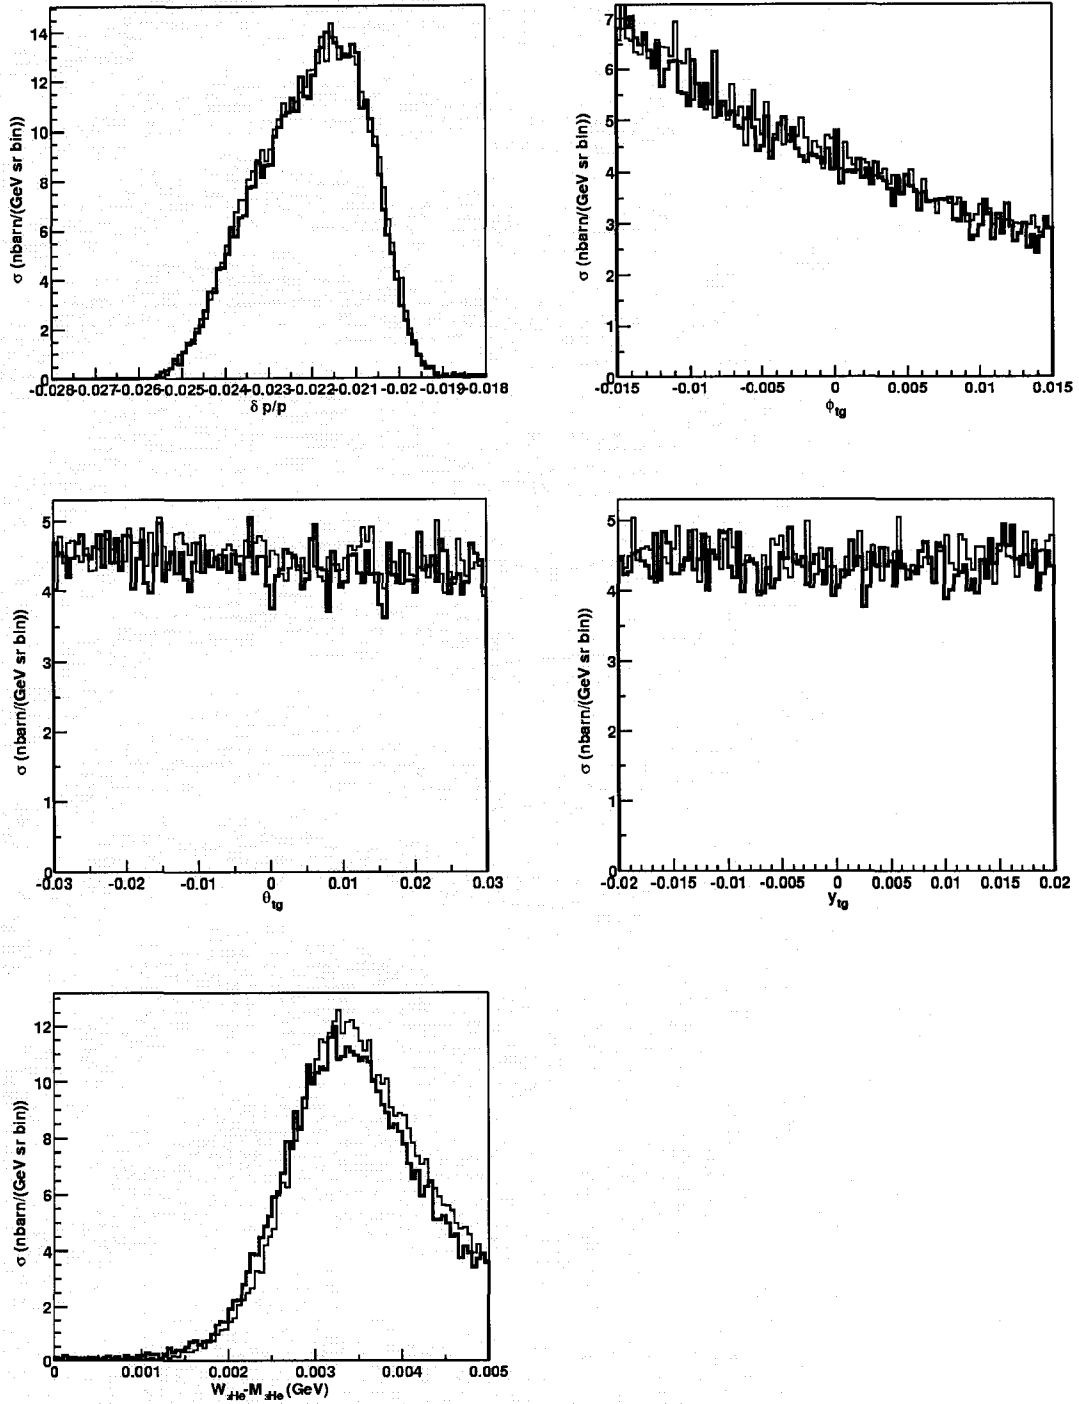 14
12
10
8
6
4
2
0
σ (nbarn/(GeV sr bin))
-0.028-0.027-0.026-0.025-0.024-0.023-0.022-0.021-0.02-0.019-0.018
δ p/p
7
6
5
4
3
2
1
0
σ (nbarn/(GeV sr bin))
-0.015 -0.01 -0.005 0 0.005 0.01 0.015
ϕtg
5
4
3
2
1
0
σ (nbarn/(GeV sr bin))
-0.03 -0.02 -0.01 0 0.01 0.02 0.03
θtg
5
4
3
2
1
0
σ (nbarn/(GeV sr bin))
-0.02 -0.015 -0.01 -0.005 0 0.005 0.01 0.015 0.02
ytg
12
10
8
6
4
2
0
σ (nbarn/(GeV sr bin))
0 0.001 0.002 0.003 0.004 0.005
W3He-M3He (GeV)